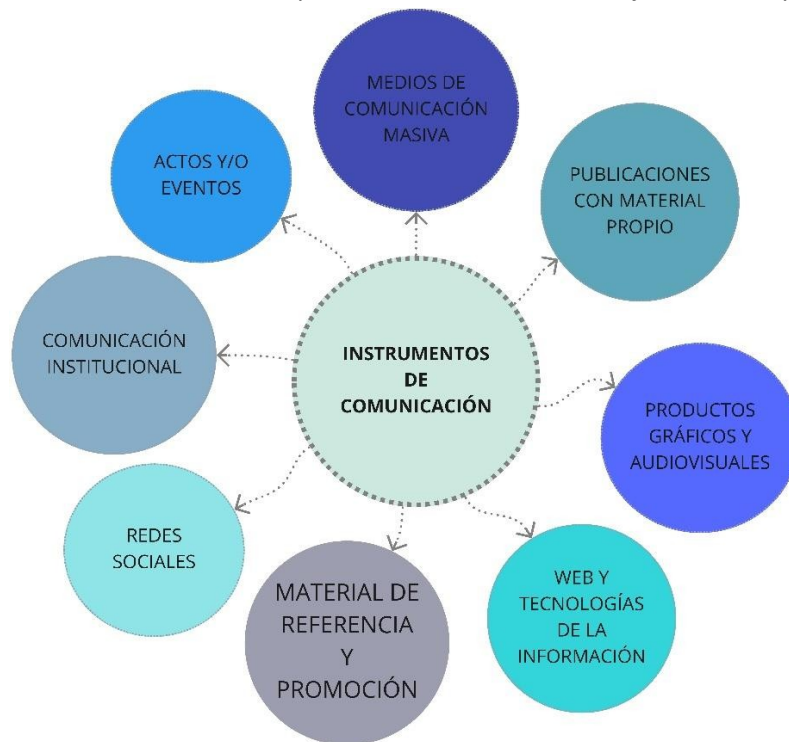 MEDIOS DE
COMUNICACIÓN
MASIVA
ACTOS Y/O
EVENTOS
PUBLICACIONES
CON MATERIAL
PROPIO
COMUNICACIÓN
INSTITUCIONAL
INSTRUMENTOS
DE
COMUNICACIÓN
PRODUCTOS
GRÁFICOS Y
AUDIOVISUALES
REDES
SOCIALES
MATERIAL DE
REFERENCIA
Y
PROMOCIÓN
WEB Y
TECNOLOGÍAS
DE LA
INFORMACIÓN